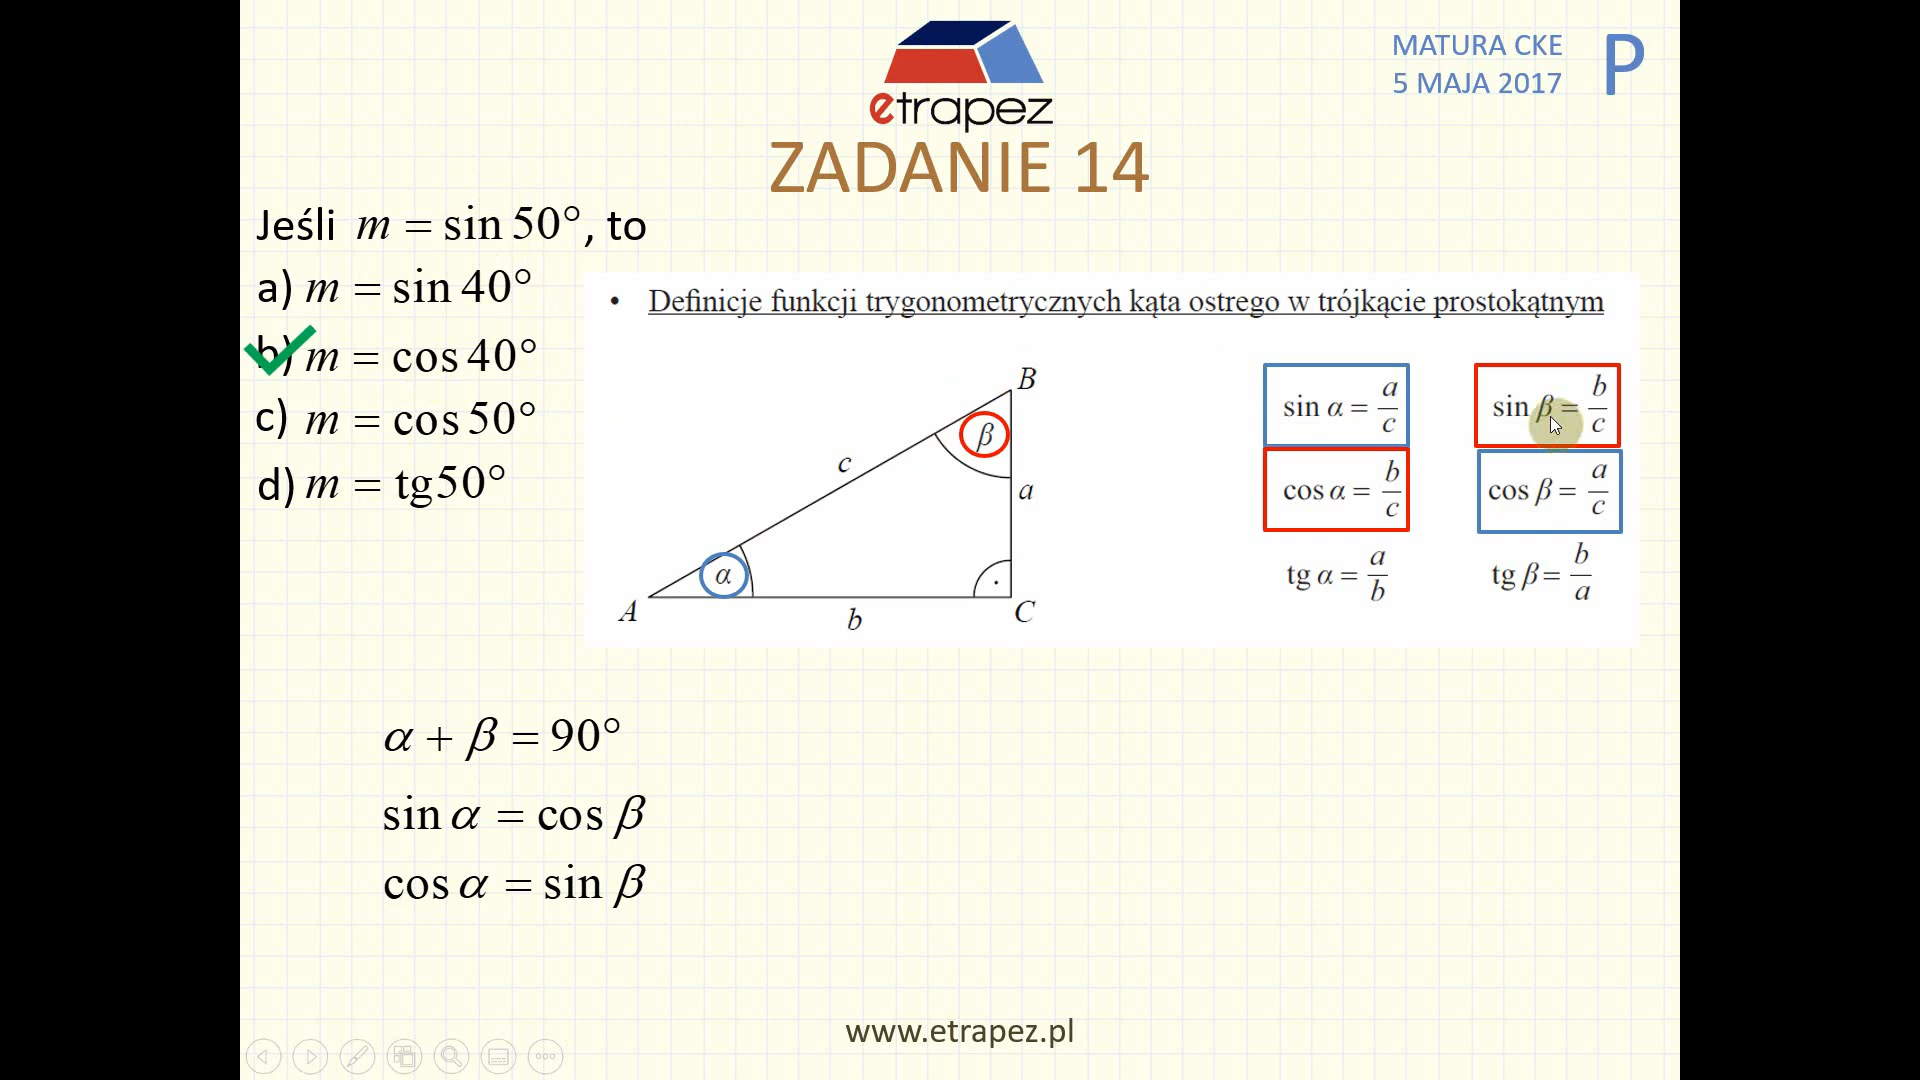 etrapez
MATURA CKE
5 MAJA 2017
P
ZADANIE 14
Jeśli m = sin 50°, to
a) m = sin 40°
b) m = cos 40°
c) m = cos 50°
d) m = tg50°
• Definicje funkcji trygonometrycznych kąta ostrego w trójkącie prostokątnym
B
β
c
a
α
A
b
C
sin α = a/c
sin β = b/c
cos α = b/c
cos β = a/c
tg α = a/b
tg β = b/a
α + β = 90°
sin α = cos β
cos α = sin β
www.etrapez.pl